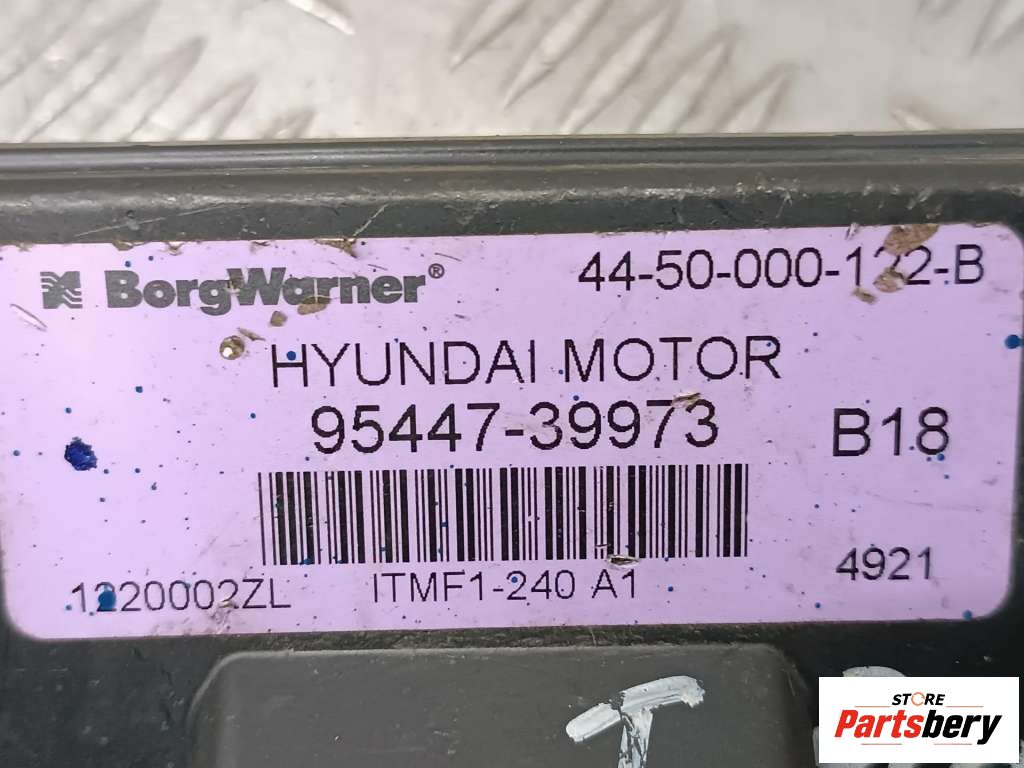 BorgWarner® 44-50-000-122-B
HYUNDAI MOTOR
95447-39973 B18
1220002ZL ITMF1-240 A1 4921
T
STORE
Partsbery